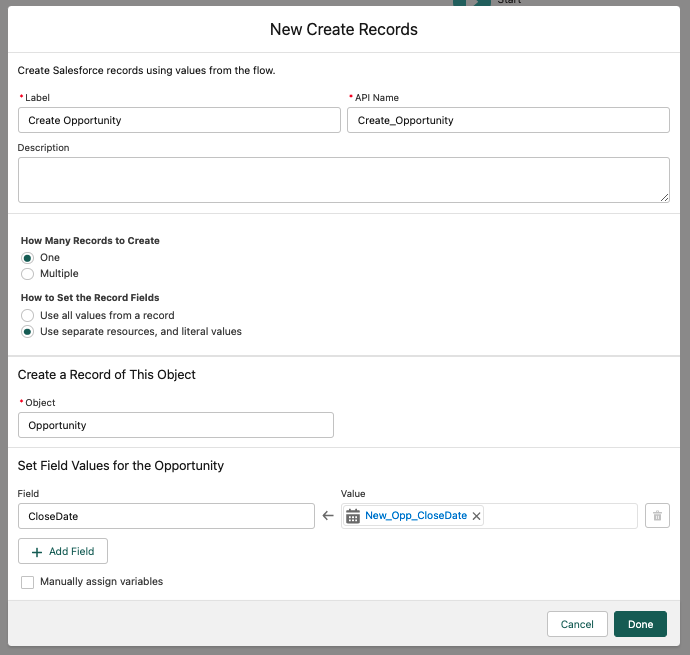 Start
New Create Records
Create Salesforce records using values from the flow.
* Label
* API Name
Create Opportunity
Create_Opportunity
Description
How Many Records to Create
One
Multiple
How to Set the Record Fields
Use all values from a record
Use separate resources, and literal values
Create a Record of This Object
* Object
Opportunity
Set Field Values for the Opportunity
Field
Value
CloseDate
New_Opp_CloseDate
Add Field
Manually assign variables
Cancel
Done